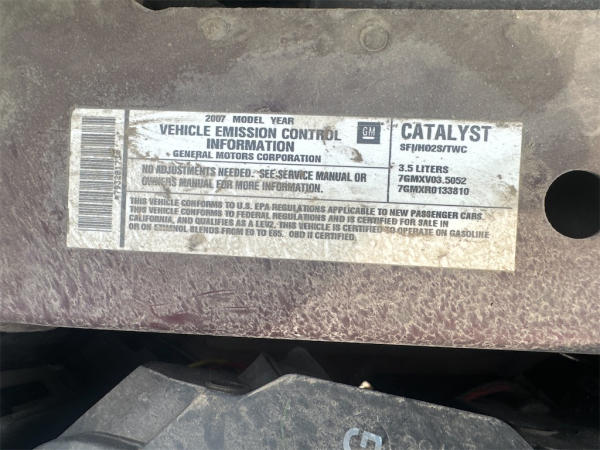 2007 MODEL YEAR
VEHICLE EMISSION CONTROL
INFORMATION
GENERAL MOTORS CORPORATION
GM
CATALYST
SFI/HO2S/TWC
NO ADJUSTMENTS NEEDED. SEE SERVICE MANUAL OR
OWNERS MANUAL FOR MORE INFORMATION.
3.5 LITERS
7GMXV03.5052
7GMXR0133810
THIS VEHICLE CONFORMS TO U.S. EPA REGULATIONS APPLICABLE TO NEW PASSENGER CARS.
THIS VEHICLE CONFORMS TO FEDERAL REGULATIONS AND IS CERTIFIED FOR SALE IN
CALIFORNIA, AND QUALIFIES AS A LEV2. THIS VEHICLE IS CERTIFIED TO OPERATE ON GASOLINE
OR ON ETHANOL BLENDS FROM E0 TO E85. OBD II CERTIFIED.